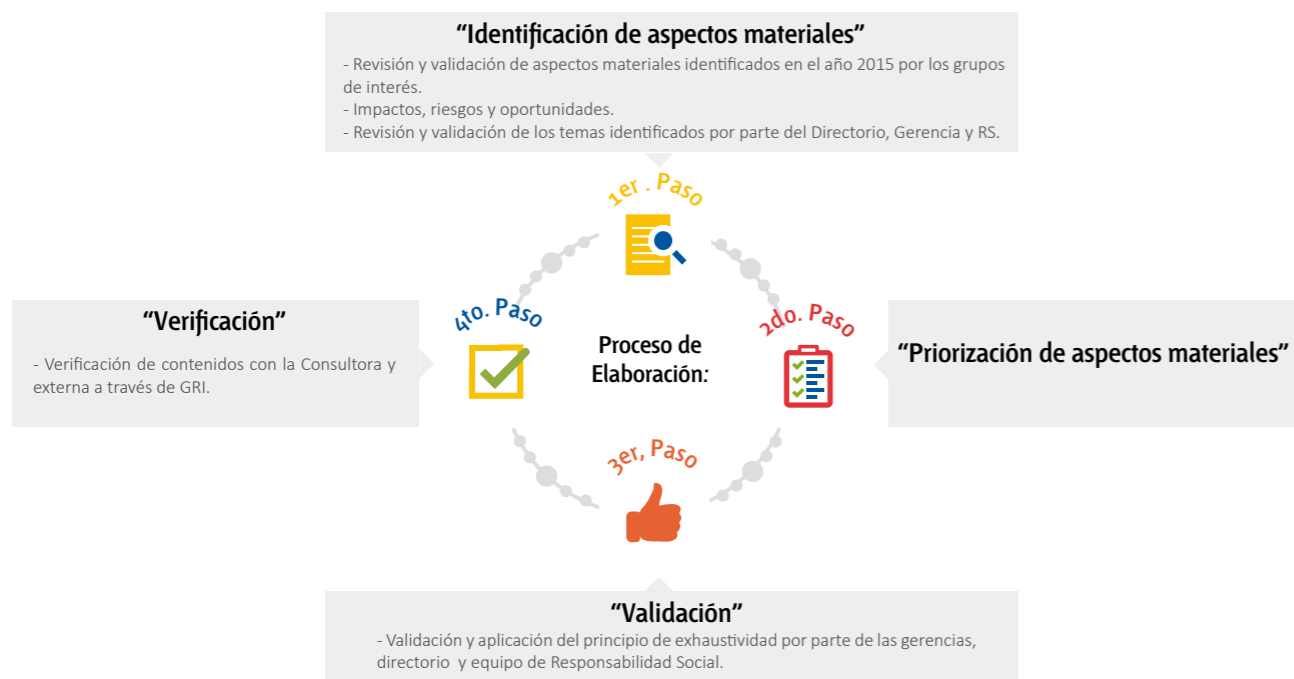 “Identificación de aspectos materiales”
- Revisión y validación de aspectos materiales identificados en el año 2015 por los grupos
de interés.
- Impactos, riesgos y oportunidades.
- Revisión y validación de los temas identificados por parte del Directorio, Gerencia y RS.
1er . Paso
“Verificación”
- Verificación de contenidos con la Consultora y
externa a través de GRI.
4to. Paso
Proceso de
Elaboración:
2do. Paso
“Priorización de aspectos materiales”
3er, Paso
“Validación”
- Validación y aplicación del principio de exhaustividad por parte de las gerencias,
directorio y equipo de Responsabilidad Social.